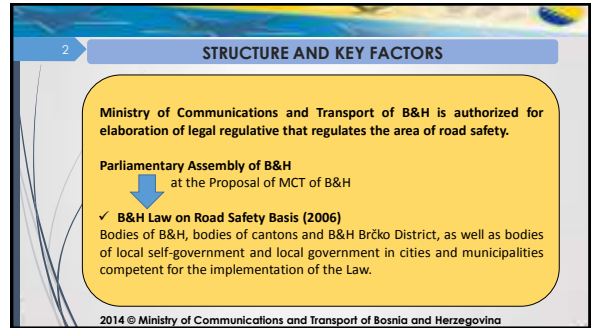 2
STRUCTURE AND KEY FACTORS
Ministry of Communications and Transport of B&H is authorized for
elaboration of legal regulative that regulates the area of road safety.
Parliamentary Assembly of B&H
at the Proposal of MCT of B&H
✓ B&H Law on Road Safety Basis (2006)
Bodies of B&H, bodies of cantons and B&H Brčko District, as well as bodies
of local self-government and local government in cities and municipalities
competent for the implementation of the Law.
2014 © Ministry of Communications and Transport of Bosnia and Herzegovina